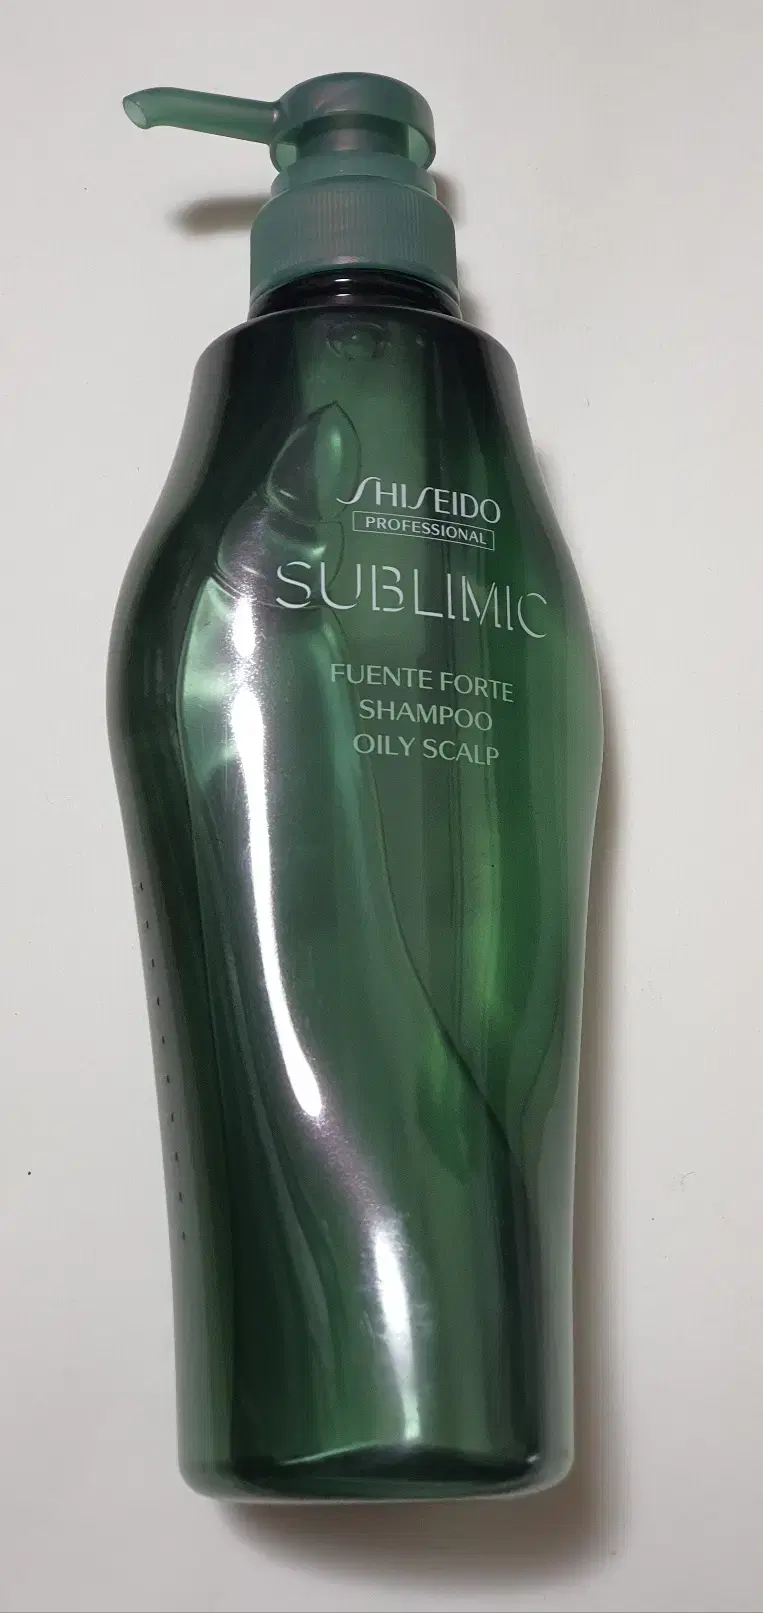 SHISEIDO
PROFESSIONAL
SUBLIMIC
FUENTE FORTE
SHAMPOO
OILY SCALP